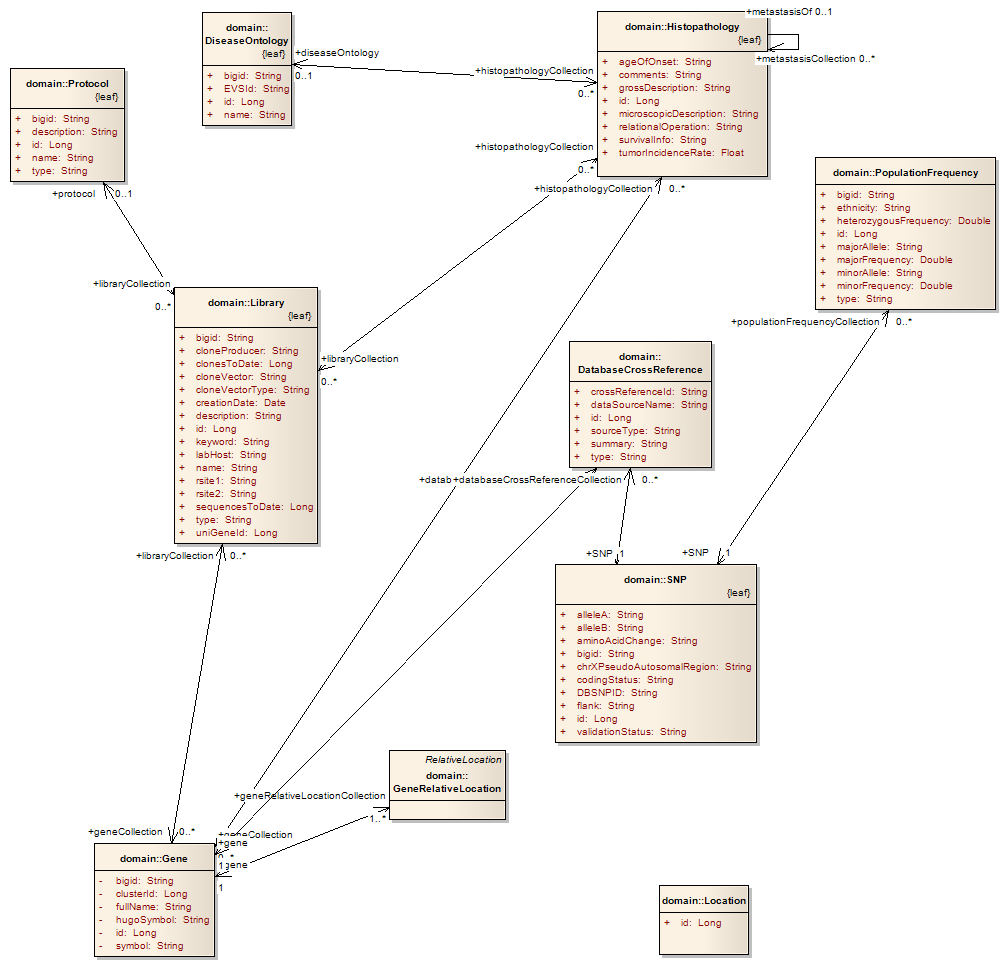 +metastasisOf 0..1
domain::Histopathology
{leaf}
+ ageOfOnset: String
+ comments: String
+ grossDescription: String
+ id: Long
+ microscopicDescription: String
+ relationalOperation: String
+ survivalInfo: String
+ tumorIncidenceRate: Float
+metastasisCollection 0..*
domain::
DiseaseOntology
{leaf}
+ bigid: String
+ EVSId: String
+ id: Long
+ name: String
+diseaseOntology
0..1
+histopathologyCollection
0..*
domain::Protocol
{leaf}
+ bigid: String
+ description: String
+ id: Long
+ name: String
+ type: String
+protocol 0..1
+histopathologyCollection
0..*
+histopathologyCollection 0..*
domain::PopulationFrequency
+ bigid: String
+ ethnicity: String
+ heterozygousFrequency: Double
+ id: Long
+ majorAllele: String
+ majorFrequency: Double
+ minorAllele: String
+ minorFrequency: Double
+ type: String
+populationFrequencyCollection 0..*
+libraryCollection
0..*
domain::Library
{leaf}
+ bigid: String
+ cloneProducer: String
+ clonesToDate: Long
+ cloneVector: String
+ cloneVectorType: String
+ creationDate: Date
+ description: String
+ id: Long
+ keyword: String
+ labHost: String
+ name: String
+ rsite1: String
+ rsite2: String
+ sequencesToDate: Long
+ type: String
+ uniGeneId: Long
+libraryCollection
0..*
+libraryCollection 0..*
domain::
DatabaseCrossReference
+ crossReferenceId: String
+ dataSourceName: String
+ id: Long
+ sourceType: String
+ summary: String
+ type: String
+datab +databaseCrossReferenceCollection 0..*
+SNP 1
+SNP 1
domain::SNP
{leaf}
+ alleleA: String
+ alleleB: String
+ aminoAcidChange: String
+ bigid: String
+ chrXPseudoAutosomalRegion: String
+ codingStatus: String
+ DBSNPID: String
+ flank: String
+ id: Long
+ validationStatus: String
RelativeLocation
domain::
GeneRelativeLocation
+geneRelativeLocationCollection
1..*
+geneCollection 0..*
+geneCollection
+gene
0..*
1
+gene
1
domain::Gene
- bigid: String
- clusterId: Long
- fullName: String
- hugoSymbol: String
- id: Long
- symbol: String
domain::Location
+ id: Long